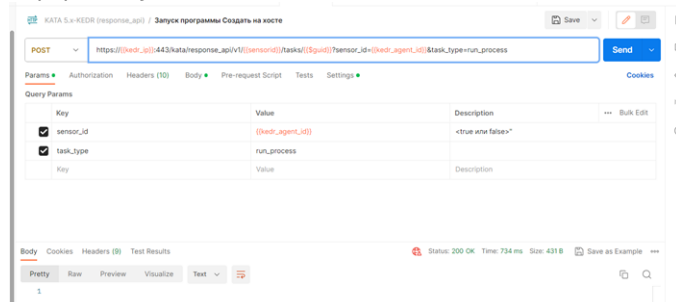 KATA 5.x-KEDR (response_api) / Запуск программы Создать на хосте
Save
POST https://{{kedr_ip}}:443/kata/response_api/v1/{{sensorid}}/tasks/{{$guid}}?sensor_id={{kedr_agent_id}}&task_type=run_process Send
Params Authorization Headers (10) Body Pre-request Script Tests Settings Cookies
Query Params
Key Value Description ... Bulk Edit
sensor_id {{kedr_agent_id}} <true или false>"
task_type run_process
Key Value Description
Body Cookies Headers (9) Test Results Status: 200 OK Time: 734 ms Size: 431 B Save as Example ...
Pretty Raw Preview Visualize Text
1